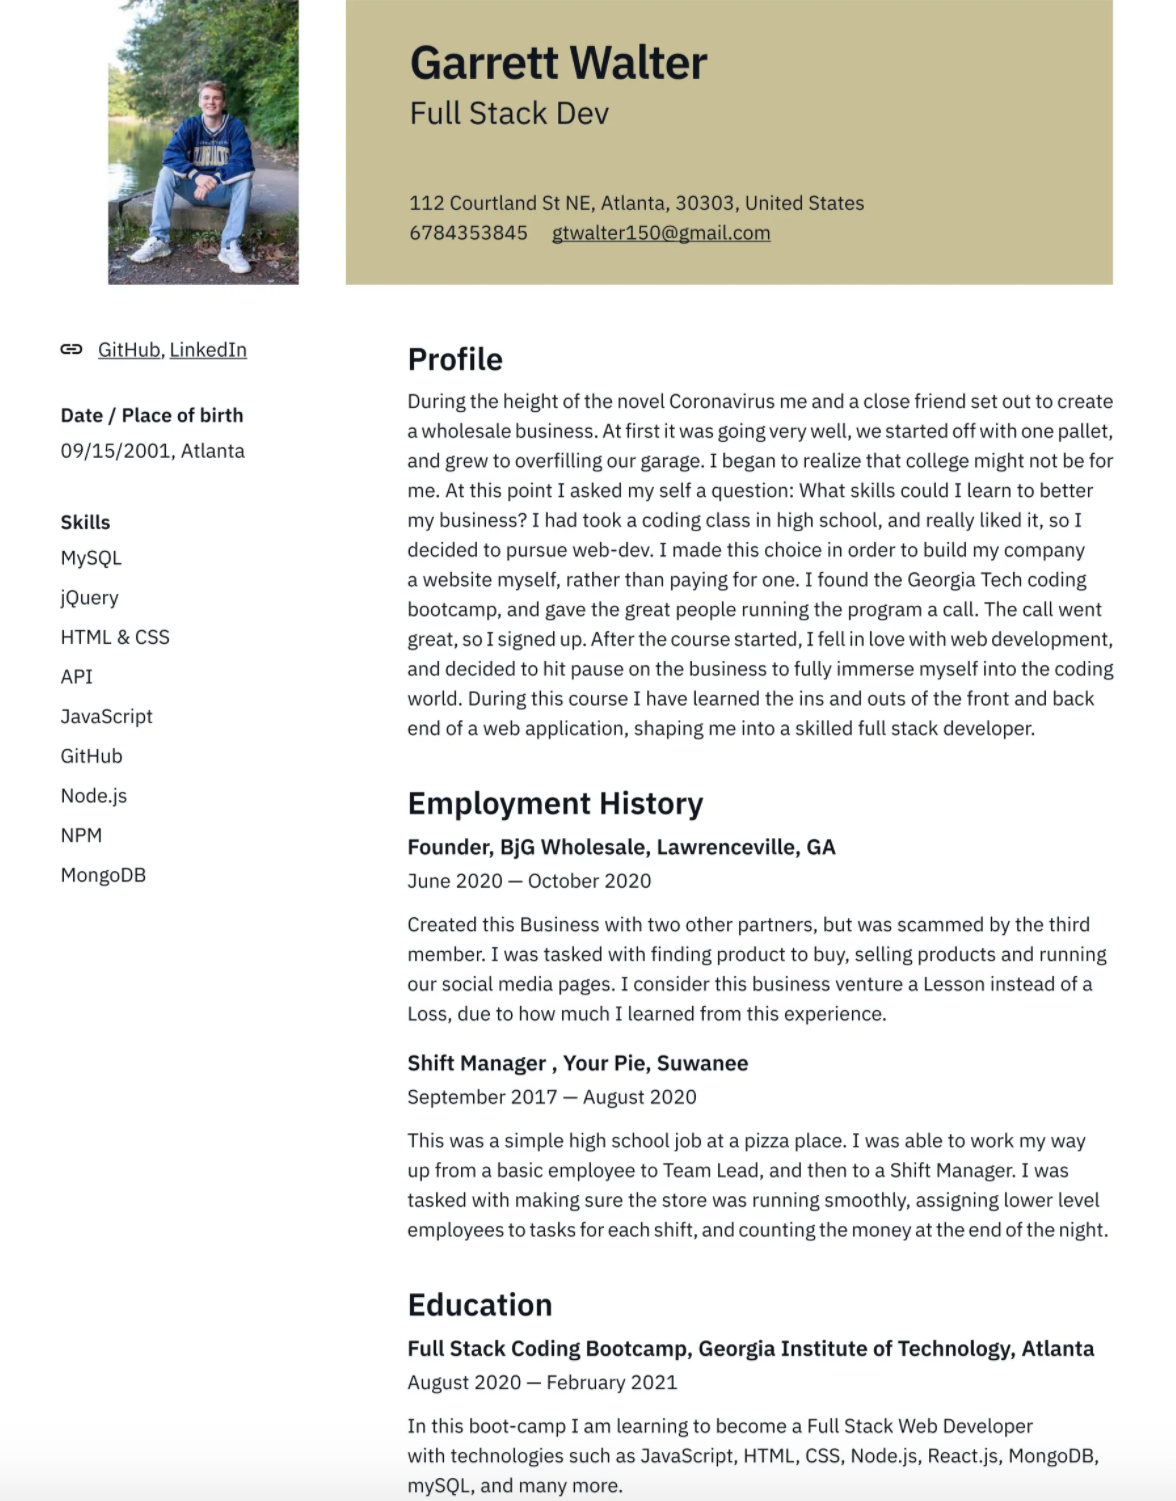 Garrett Walter
Full Stack Dev
112 Courtland St NE, Atlanta, 30303, United States
6784353845 gtwalter150@gmail.com
GitHub, LinkedIn
Date / Place of birth
09/15/2001, Atlanta
Skills
MySQL
jQuery
HTML & CSS
API
JavaScript
GitHub
Node.js
NPM
MongoDB
Profile
During the height of the novel Coronavirus me and a close friend set out to create
a wholesale business. At first it was going very well, we started off with one pallet,
and grew to overfilling our garage. I began to realize that college might not be for
me. At this point I asked my self a question: What skills could I learn to better
my business? I had took a coding class in high school, and really liked it, so I
decided to pursue web-dev. I made this choice in order to build my company
a website myself, rather than paying for one. I found the Georgia Tech coding
bootcamp, and gave the great people running the program a call. The call went
great, so I signed up. After the course started, I fell in love with web development,
and decided to hit pause on the business to fully immerse myself into the coding
world. During this course I have learned the ins and outs of the front and back
end of a web application, shaping me into a skilled full stack developer.
Employment History
Founder, BjG Wholesale, Lawrenceville, GA
June 2020 — October 2020
Created this Business with two other partners, but was scammed by the third
member. I was tasked with finding product to buy, selling products and running
our social media pages. I consider this business venture a Lesson instead of a
Loss, due to how much I learned from this experience.
Shift Manager , Your Pie, Suwanee
September 2017 — August 2020
This was a simple high school job at a pizza place. I was able to work my way
up from a basic employee to Team Lead, and then to a Shift Manager. I was
tasked with making sure the store was running smoothly, assigning lower level
employees to tasks for each shift, and counting the money at the end of the night.
Education
Full Stack Coding Bootcamp, Georgia Institute of Technology, Atlanta
August 2020 — February 2021
In this boot-camp I am learning to become a Full Stack Web Developer
with technologies such as JavaScript, HTML, CSS, Node.js, React.js, MongoDB,
mySQL, and many more.